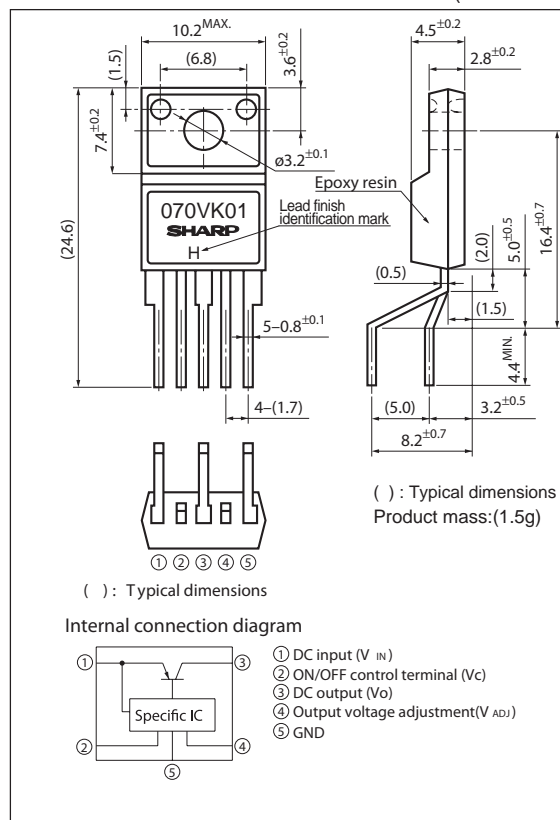 10.2MAX.
4.5±0.2
(1.5)
(6.8)
3.6±0.2
2.8±0.2
7.4±0.2
ø3.2±0.1
(24.6)
Epoxy resin
070VK01
SHARP
H
Lead finish
identification mark
16.4±0.7
5.0±0.5
(2.0)
(0.5)
(1.5)
5–0.8±0.1
4.4MIN.
4–(1.7)
(5.0)
3.2±0.5
8.2±0.7
( ) : Typical dimensions
Product mass:(1.5g)
① ② ③ ④ ⑤
( ) : Typical dimensions
Internal connection diagram
①
③
Specific IC
②
④
⑤
① DC input (V IN)
② ON/OFF control terminal (Vc)
③ DC output (Vo)
④ Output voltage adjustment(V ADJ)
⑤ GND